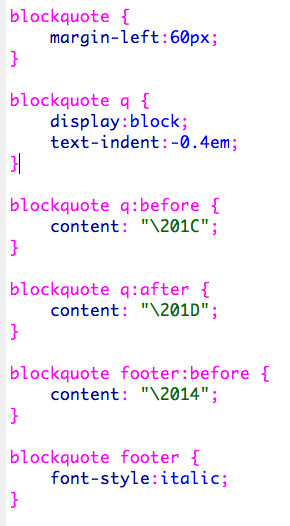 blockquote {
    margin-left:60px;
}

blockquote q {
    display:block;
    text-indent:-0.4em;
}

blockquote q:before {
    content: "\201C";
}

blockquote q:after {
    content: "\201D";
}

blockquote footer:before {
    content: "\2014";
}

blockquote footer {
    font-style:italic;
}